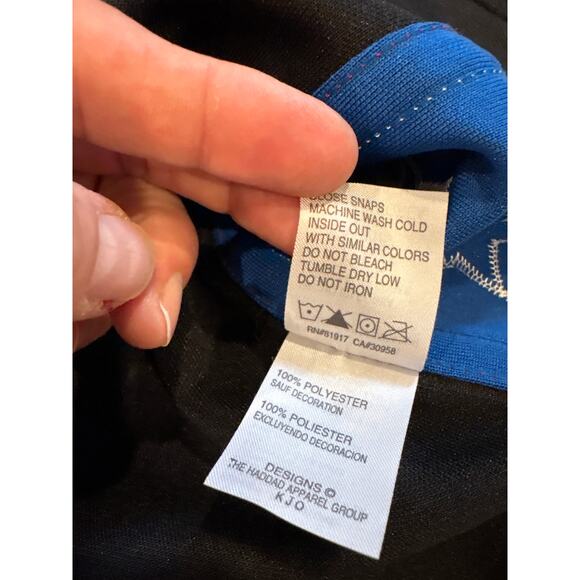 CLOSE SNAPS
MACHINE WASH COLD
INSIDE OUT
WITH SIMILAR COLORS
DO NOT BLEACH
TUMBLE DRY LOW
DO NOT IRON
RN#81917 CA#30958
100% POLYESTER
SAUF DECORATION
100% POLIESTER
EXCLUYENDO DECORACION
DESIGNS ©
THE HADDAD APPAREL GROUP
KJO